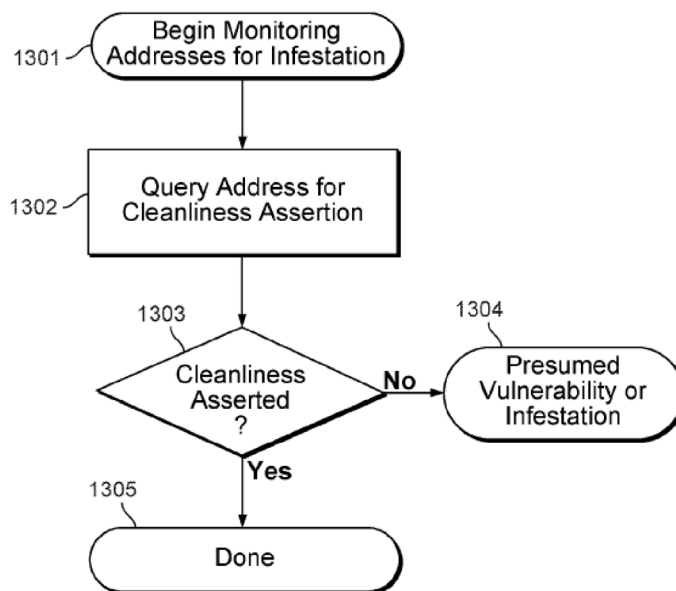 1301
Begin Monitoring
Addresses for Infestation
1302
Query Address for
Cleanliness Assertion
1303
Cleanliness
Asserted
?
No
1304
Presumed
Vulnerability or
Infestation
Yes
1305
Done